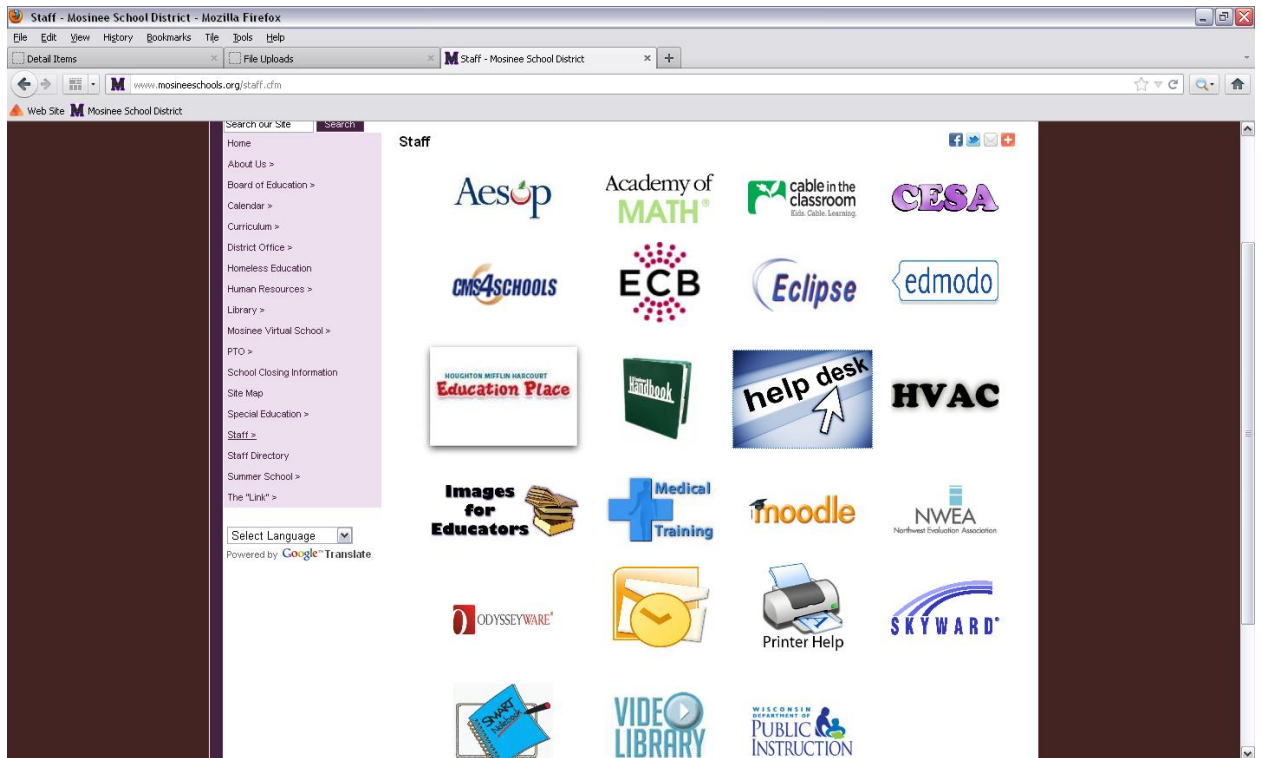 Staff - Mosinee School District - Mozilla Firefox
File Edit View History Bookmarks Tile Tools Help
Detail Items
File Uploads
M Staff - Mosinee School District
M www.mosineeschools.org/staff.cfm
Web Site M Mosinee School District
Search our Site Search
Home
About Us >
Board of Education >
Calendar >
Curriculum >
District Office >
Homeless Education
Human Resources >
Library >
Mosinee Virtual School >
PTO >
School Closing Information
Site Map
Special Education >
Staff >
Staff Directory
Summer School >
The "Link" >
Select Language
Powered by Google™ Translate
Staff
Aesop
Academy of
MATH®
cable in the
classroom
Kids. Cable. Learning.
CESA
CMS4SCHOOLS
ECB
Eclipse
edmodo
HOUGHTON MIFFLIN HARCOURT
Education Place
Handbook
help desk
HVAC
Images
for
Educators
Medical
Training
moodle
NWEA
Northwest Evaluation Association
ODYSSEYWARE®
Printer Help
SKYWARD®
SMART
Notebook
VIDEO
LIBRARY
WISCONSIN
DEPARTMENT OF
PUBLIC
INSTRUCTION